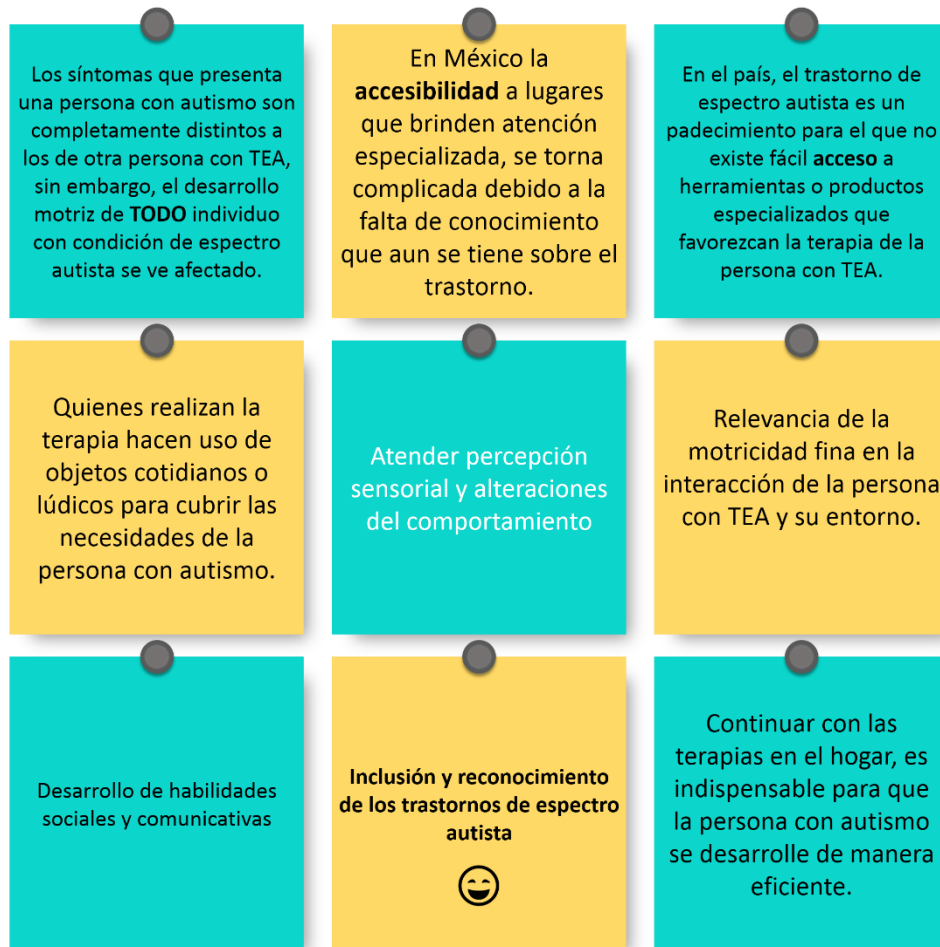 Los síntomas que presenta
una persona con autismo son
completamente distintos a
los de otra persona con TEA,
sin embargo, el desarrollo
motriz de TODO individuo
con condición de espectro
autista se ve afectado.
En México la
accesibilidad a lugares
que brinden atención
especializada, se torna
complicada debido a la
falta de conocimiento
que aun se tiene sobre el
trastorno.
En el país, el trastorno de
espectro autista es un
padecimiento para el que no
existe fácil acceso a
herramientas o productos
especializados que
favorezcan la terapia de la
persona con TEA.
Quienes realizan la
terapia hacen uso de
objetos cotidianos o
lúdicos para cubrir las
necesidades de la
persona con autismo.
Atender percepción
sensorial y alteraciones
del comportamiento
Relevancia de la
motricidad fina en la
interacción de la persona
con TEA y su entorno.
Desarrollo de habilidades
sociales y comunicativas
Inclusión y reconocimiento
de los trastornos de espectro
autista
Continuar con las
terapias en el hogar, es
indispensable para que
la persona con autismo
se desarrolle de manera
eficiente.